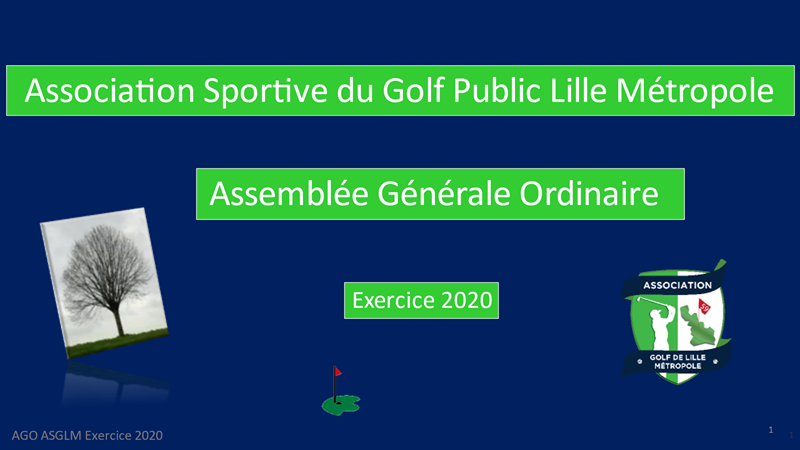 Association Sportive du Golf Public Lille Métropole
Assemblée Générale Ordinaire
Exercice 2020
ASSOCIATION
GOLF DE LILLE
MÉTROPOLE
AGO ASGLM Exercice 2020
1
1